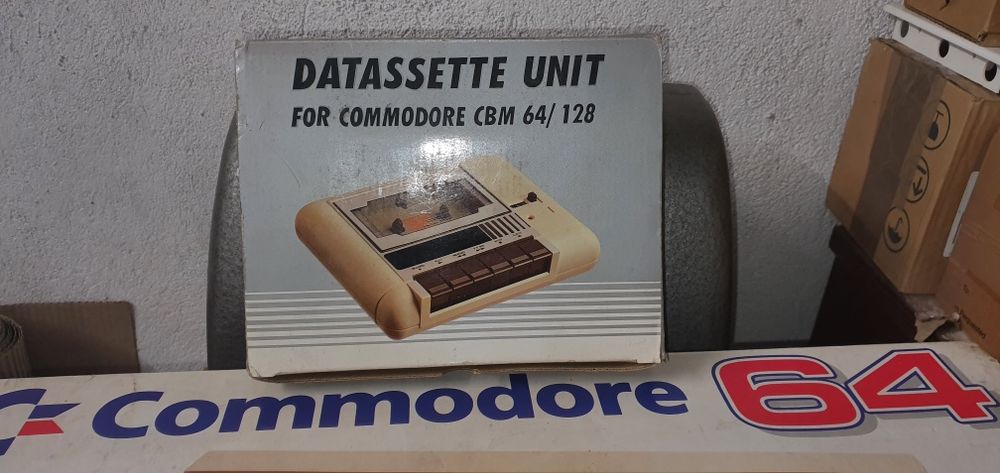 DATASSETTE UNIT
FOR COMMODORE CBM 64/128
Commodore 64